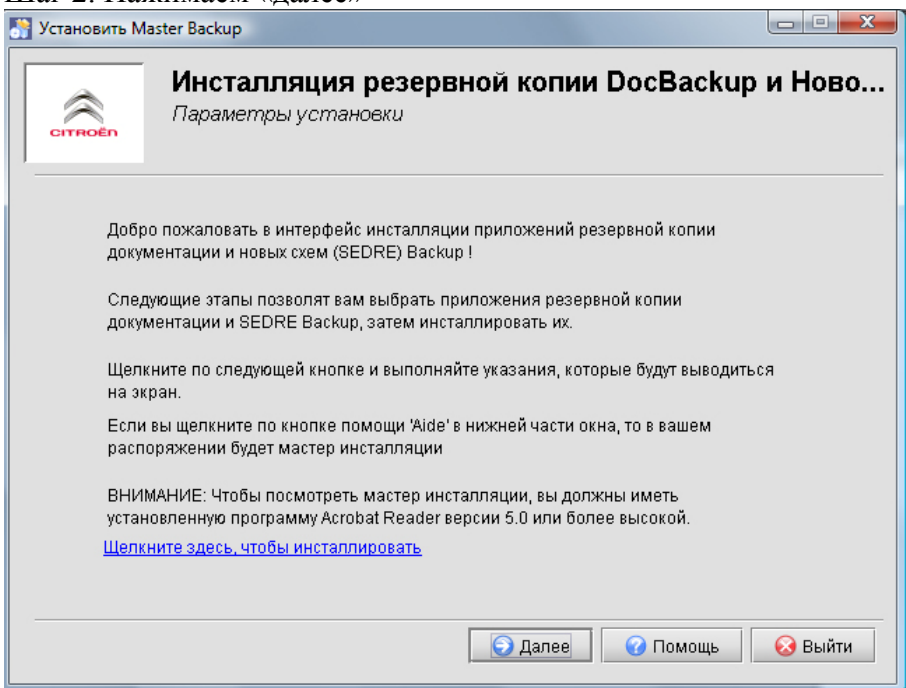 Шаг 2. Нажимаем «далее»
Установить Master Backup
Инсталляция резервной копии DocBackup и Ново...
Параметры установки
CITROËN
Добро пожаловать в интерфейс инсталляции приложений резервной копии
документации и новых схем (SEDRE) Backup !
Следующие этапы позволят вам выбрать приложения резервной копии
документации и SEDRE Backup, затем инсталлировать их.
Щелкните по следующей кнопке и выполняйте указания, которые будут выводиться
на экран.
Если вы щелкните по кнопке помощи 'Aide' в нижней части окна, то в вашем
распоряжении будет мастер инсталляции
ВНИМАНИЕ: Чтобы посмотреть мастер инсталляции, вы должны иметь
установленную программу Acrobat Reader версии 5.0 или более высокой.
Щелкните здесь, чтобы инсталлировать
Далее
Помощь
Выйти